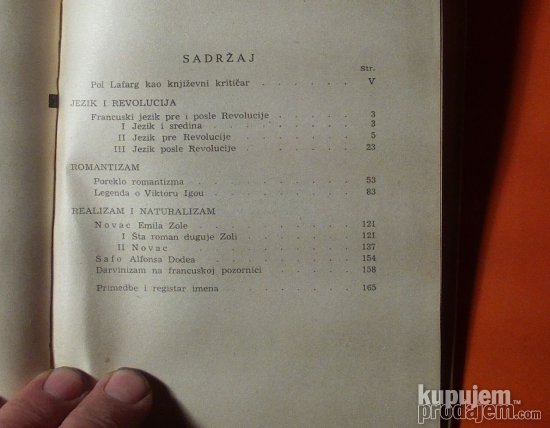 SADRŽAJ
Str.
Pol Lafarg kao književni kritičar . . . . . . V
JEZIK I REVOLUCIJA
Francuski jezik pre i posle Revolucije . . . . . 3
I Jezik i sredina . . . . . . . . 3
II Jezik pre Revolucije . . . . . . . 5
III Jezik posle Revolucije . . . . . . 23
ROMANTIZAM
Poreklo romantizma . . . . . . . . 53
Legenda o Viktoru Igou . . . . . . . 83
REALIZAM I NATURALIZAM
Novac Emila Zole . . . . . . . . 121
I Šta roman duguje Zoli . . . . . . 121
II Novac . . . . . . . . . 137
Safo Alfonsa Dodea . . . . . . . . 154
Darvinizam na francuskoj pozornici . . . . . 158
Primedbe i registar imena . . . . . . . 165
kupujem
prodajem.com